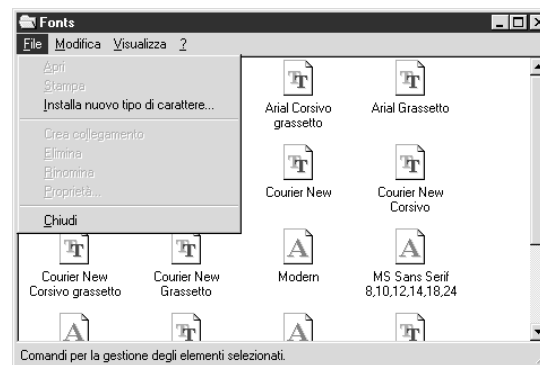 Fonts
File Modifica Visualizza ?
Apri
Stampa
Installa nuovo tipo di carattere...
Crea collegamento
Elimina
Rinomina
Proprietà...
Chiudi
Arial Corsivo
grassetto
Arial Grassetto
Courier New
Courier New
Corsivo
Courier New
Corsivo grassetto
Courier New
Grassetto
Modern
MS Sans Serif
8,10,12,14,18,24
Comandi per la gestione degli elementi selezionati.